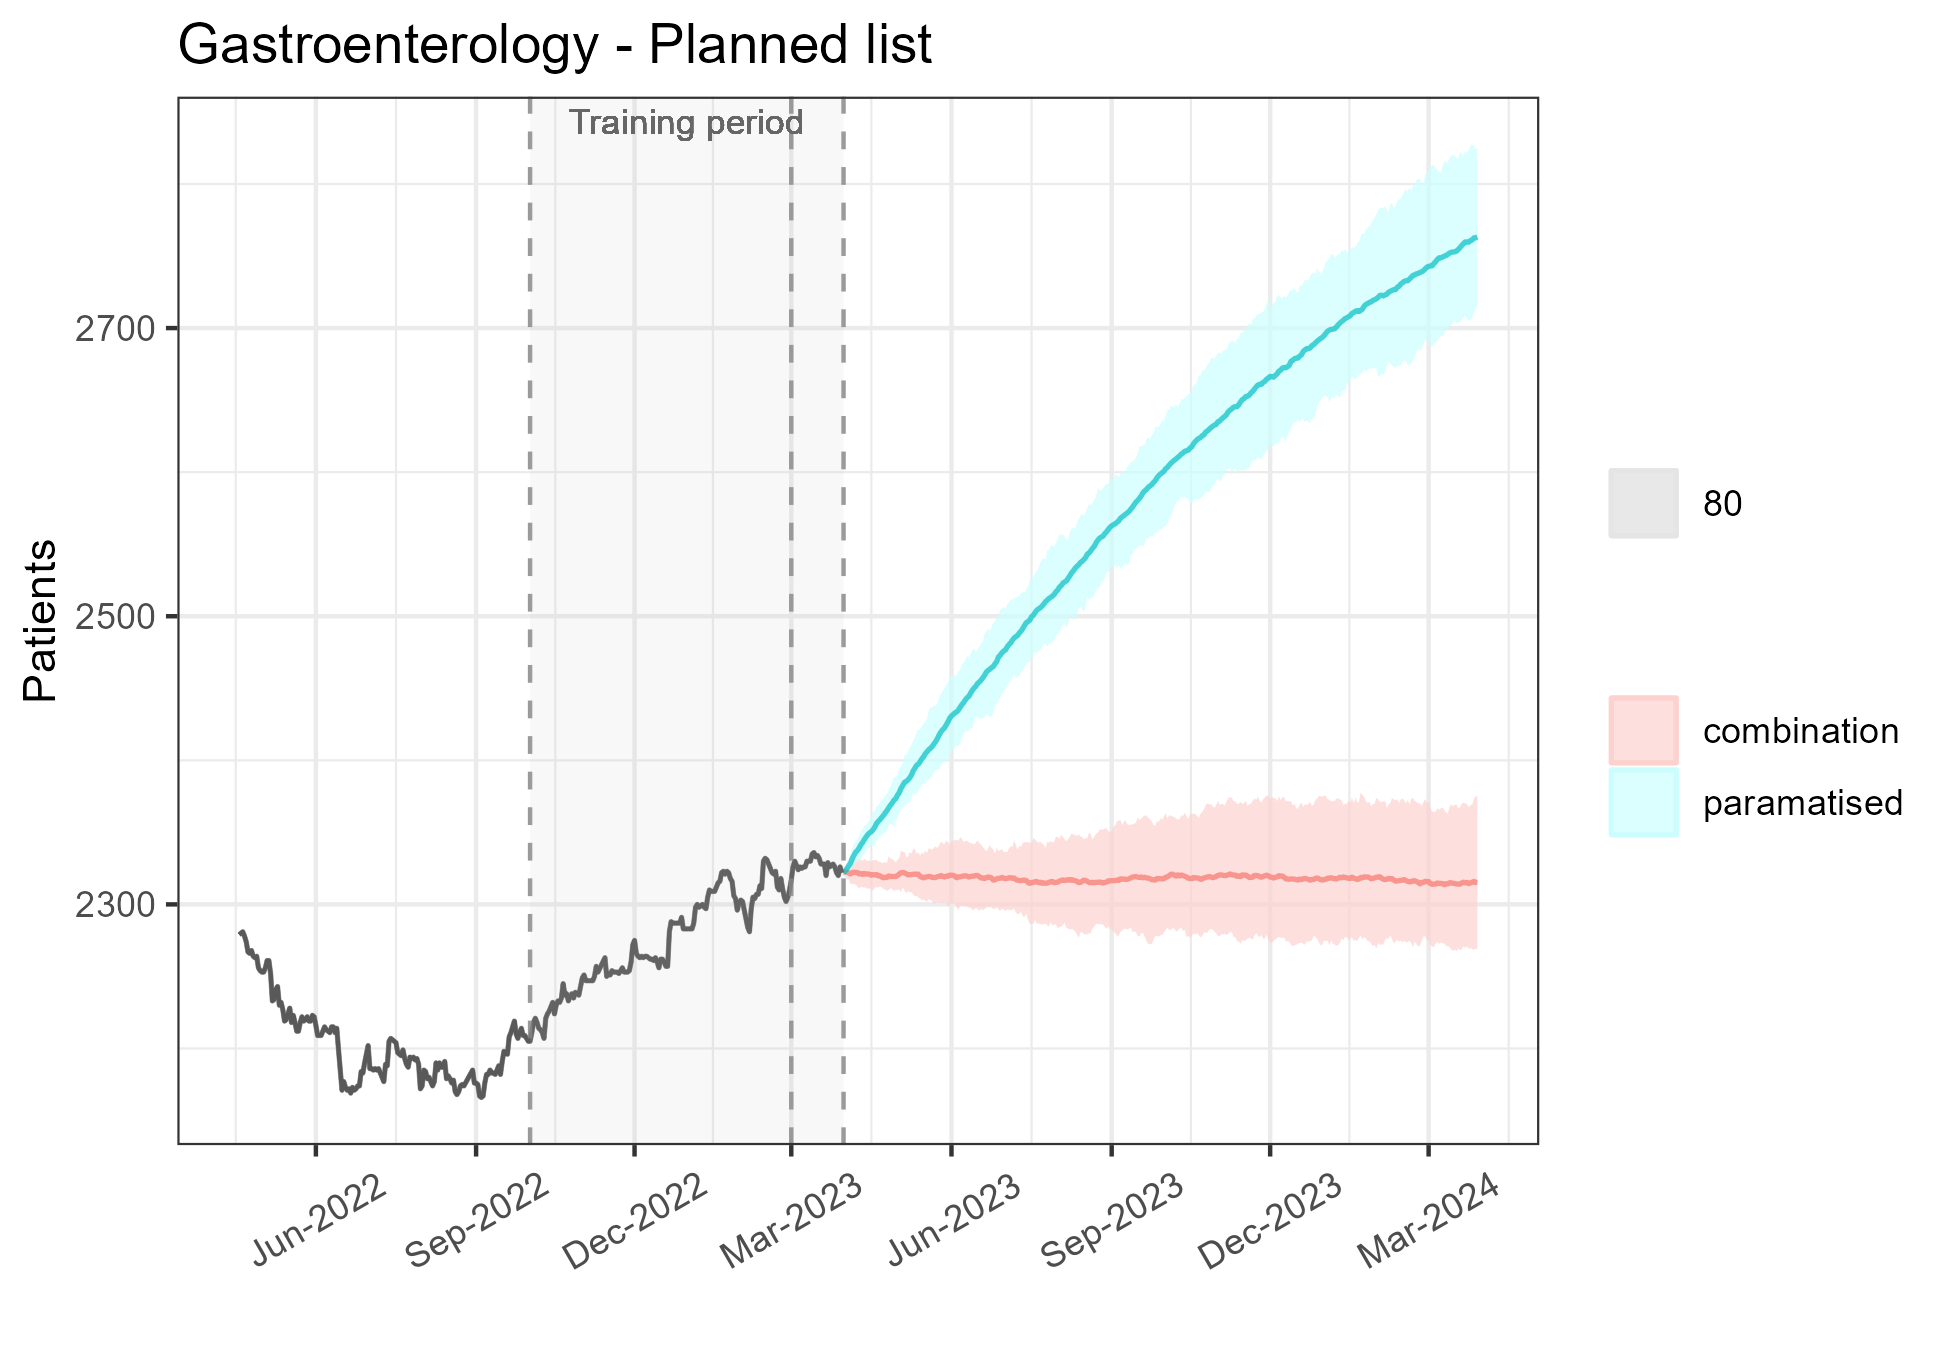 Gastroenterology - Planned list
Training period
Patients
2700
2500
2300
Jun-2022
Sep-2022
Dec-2022
Mar-2023
Jun-2023
Sep-2023
Dec-2023
Mar-2024
80
combination
paramatised